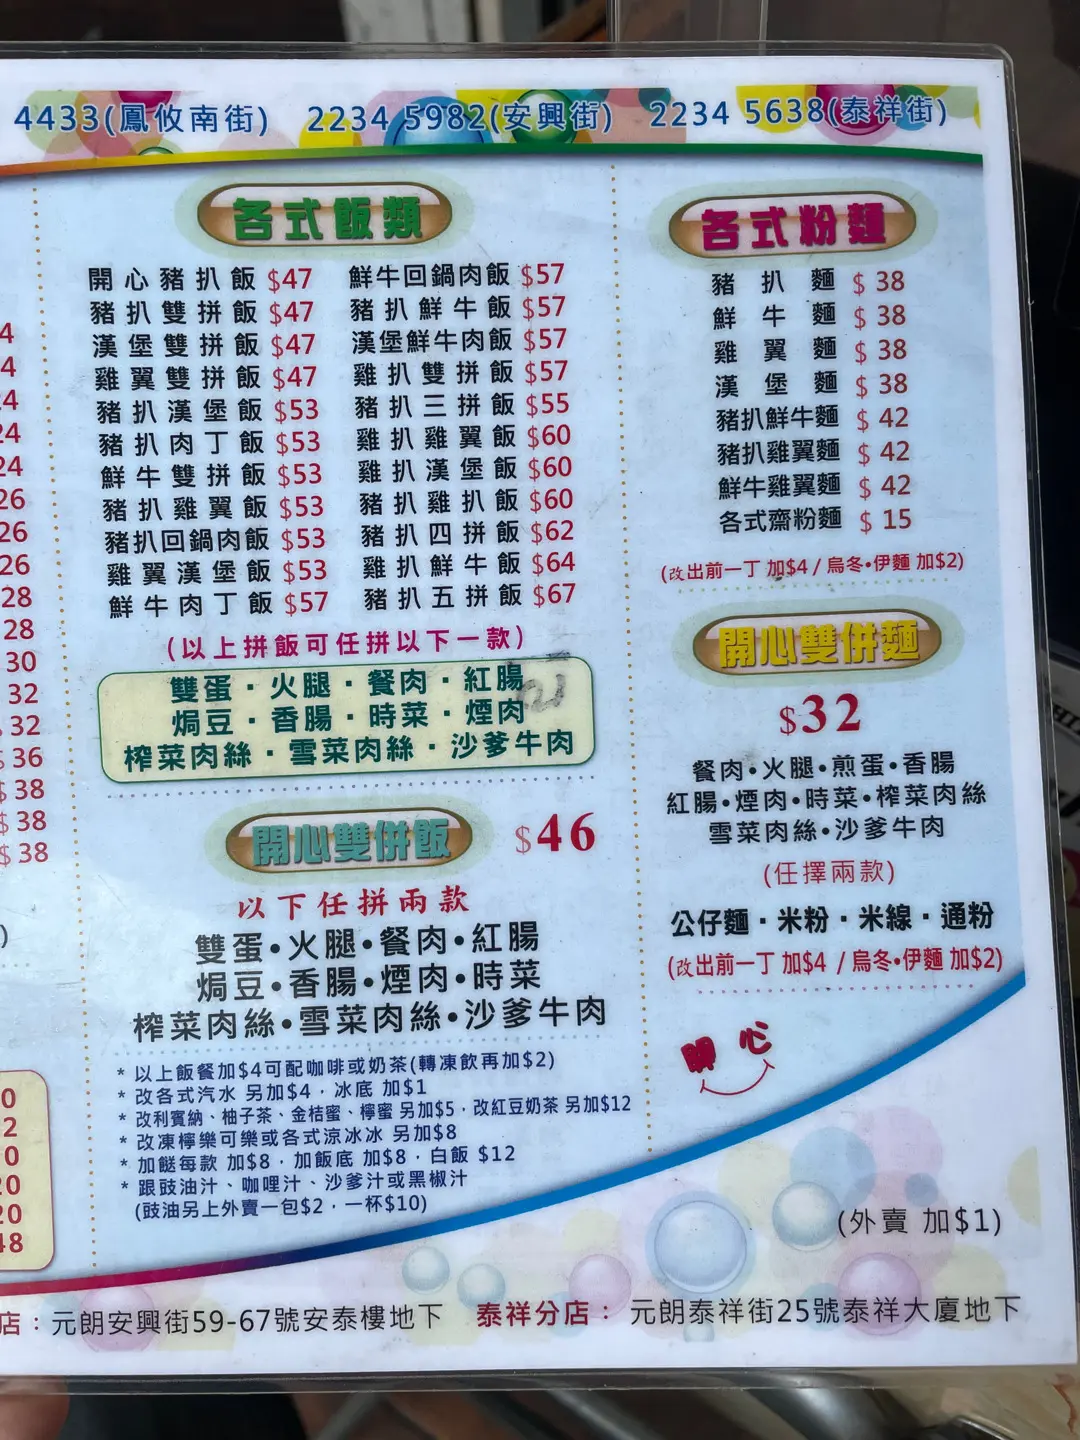 4433(鳳攸南街) 2234 5982(安興街) 2234 5638(泰祥街)
4
4
24
24
24
26
26
26
28
28
30
32
32
$ 36
$ 38
$ 38
$ 38
)
0
2
0
20
20
48
各式飯類
開心豬扒飯 $47 鮮牛回鍋肉飯 $57
豬扒雙拼飯 $47 豬扒鮮牛飯 $57
漢堡雙拼飯 $47 漢堡鮮牛肉飯 $57
雞翼雙拼飯 $47 雞扒雙拼飯 $57
豬扒漢堡飯 $53 豬扒三拼飯 $55
豬扒肉丁飯 $53 雞扒雞翼飯 $60
鮮牛雙拼飯 $53 雞扒漢堡飯 $60
豬扒雞翼飯 $53 豬扒雞扒飯 $60
豬扒回鍋肉飯 $53 豬扒四拼飯 $62
雞翼漢堡飯 $53 雞扒鮮牛飯 $64
鮮牛肉丁飯 $57 豬扒五拼飯 $67
(以上拼飯可任拼以下一款)
雙蛋·火腿·餐肉·紅腸
焗豆·香腸·時菜·煙肉
榨菜肉絲·雪菜肉絲·沙爹牛肉
開心雙併飯 $46
以下任拼兩款
雙蛋•火腿•餐肉•紅腸
焗豆•香腸•煙肉•時菜
榨菜肉絲•雪菜肉絲•沙爹牛肉
* 以上飯餐加$4可配咖啡或奶茶(轉凍飲再加$2)
* 改各式汽水 另加$4．冰底 加$1
* 改利賓納、柚子茶、金桔蜜、檸蜜 另加$5．改紅豆奶茶 另加$12
* 改凍檸樂可樂或各式涼冰冰 另加$8
* 加餸每款 加$8．加飯底 加$8．白飯 $12
* 跟豉油汁、咖哩汁、沙爹汁或黑椒汁
(豉油另上外賣一包$2，一杯$10)
各式粉麵
豬扒麵 $ 38
鮮牛麵 $ 38
雞翼麵 $ 38
漢堡麵 $ 38
豬扒鮮牛麵 $ 42
豬扒雞翼麵 $ 42
鮮牛雞翼麵 $ 42
各式齋粉麵 $ 15
(改出前一丁 加$4 / 烏冬•伊麵 加$2)
開心雙併麵
$32
餐肉•火腿•煎蛋•香腸
紅腸•煙肉•時菜•榨菜肉絲
雪菜肉絲•沙爹牛肉
(任擇兩款)
公仔麵·米粉·米線·通粉
(改出前一丁 加$4 / 烏冬•伊麵 加$2)
開心
(外賣 加$1)
店：元朗安興街59-67號安泰樓地下 泰祥分店： 元朗泰祥街25號泰祥大廈地下